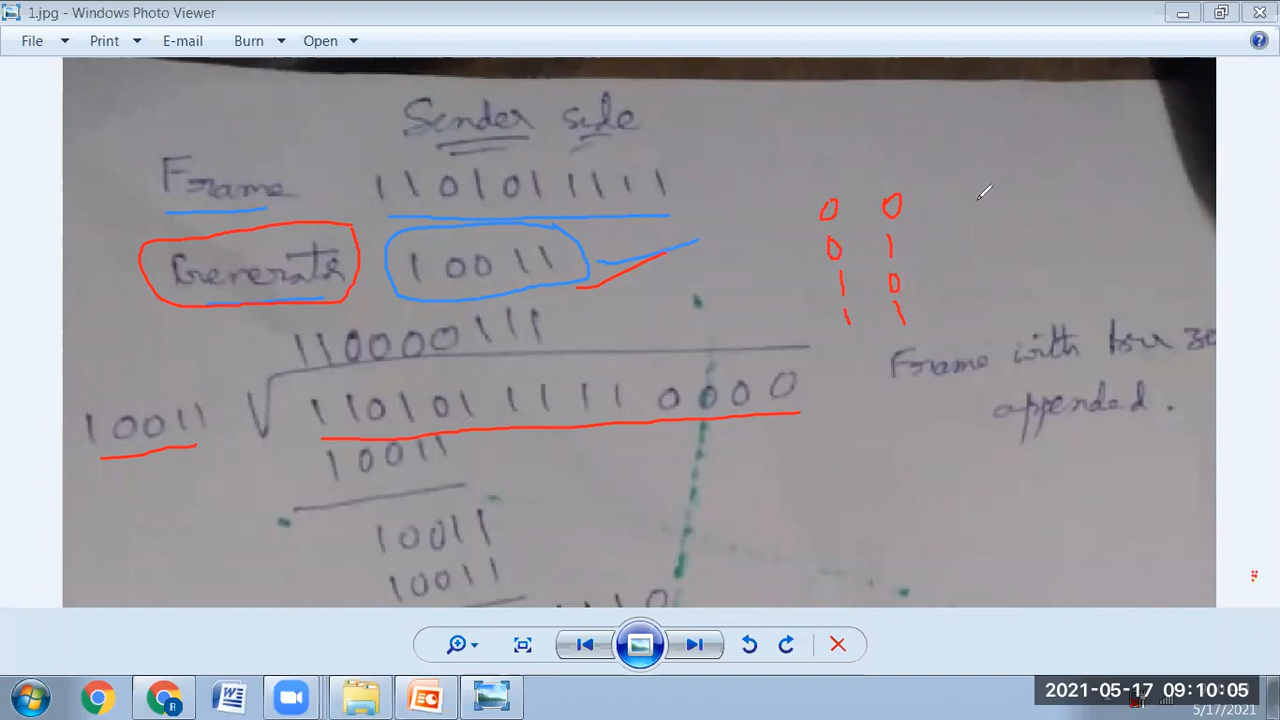 1.jpg - Windows Photo Viewer
File Print E-mail Burn Open
Sender side
Frame 1101011111
0 0
0 1
Generator 10011
1 0
1 1
110000111
Frame with four
10011 11010111110000
appended.
10011
10011
10011
1110
2021-05-17 09:10:05
5/17/2021